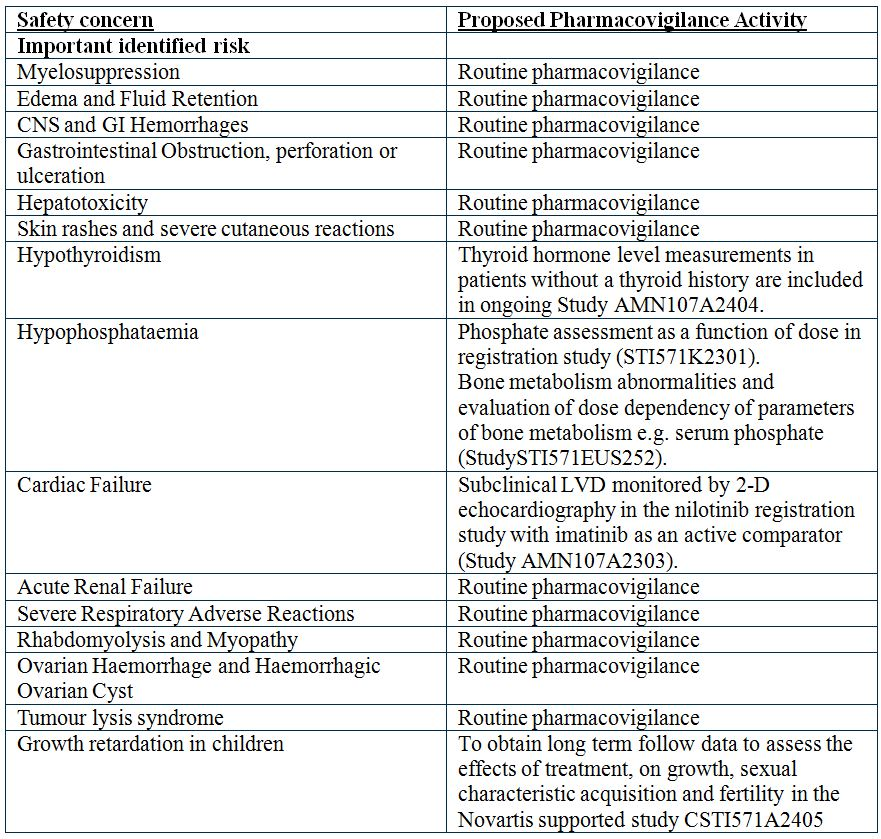 Safety concern
Proposed Pharmacovigilance Activity
Important identified risk
Myelosuppression
Routine pharmacovigilance
Edema and Fluid Retention
Routine pharmacovigilance
CNS and GI Hemorrhages
Routine pharmacovigilance
Gastrointestinal Obstruction, perforation or
ulceration
Routine pharmacovigilance
Hepatotoxicity
Routine pharmacovigilance
Skin rashes and severe cutaneous reactions
Routine pharmacovigilance
Hypothyroidism
Thyroid hormone level measurements in
patients without a thyroid history are included
in ongoing Study AMN107A2404.
Hypophosphataemia
Phosphate assessment as a function of dose in
registration study (STI571K2301).
Bone metabolism abnormalities and
evaluation of dose dependency of parameters
of bone metabolism e.g. serum phosphate
(StudySTI571EUS252).
Cardiac Failure
Subclinical LVD monitored by 2-D
echocardiography in the nilotinib registration
study with imatinib as an active comparator
(Study AMN107A2303).
Acute Renal Failure
Routine pharmacovigilance
Severe Respiratory Adverse Reactions
Routine pharmacovigilance
Rhabdomyolysis and Myopathy
Routine pharmacovigilance
Ovarian Haemorrhage and Haemorrhagic
Ovarian Cyst
Routine pharmacovigilance
Tumour lysis syndrome
Routine pharmacovigilance
Growth retardation in children
To obtain long term follow data to assess the
effects of treatment, on growth, sexual
characteristic acquisition and fertility in the
Novartis supported study CSTI571A2405